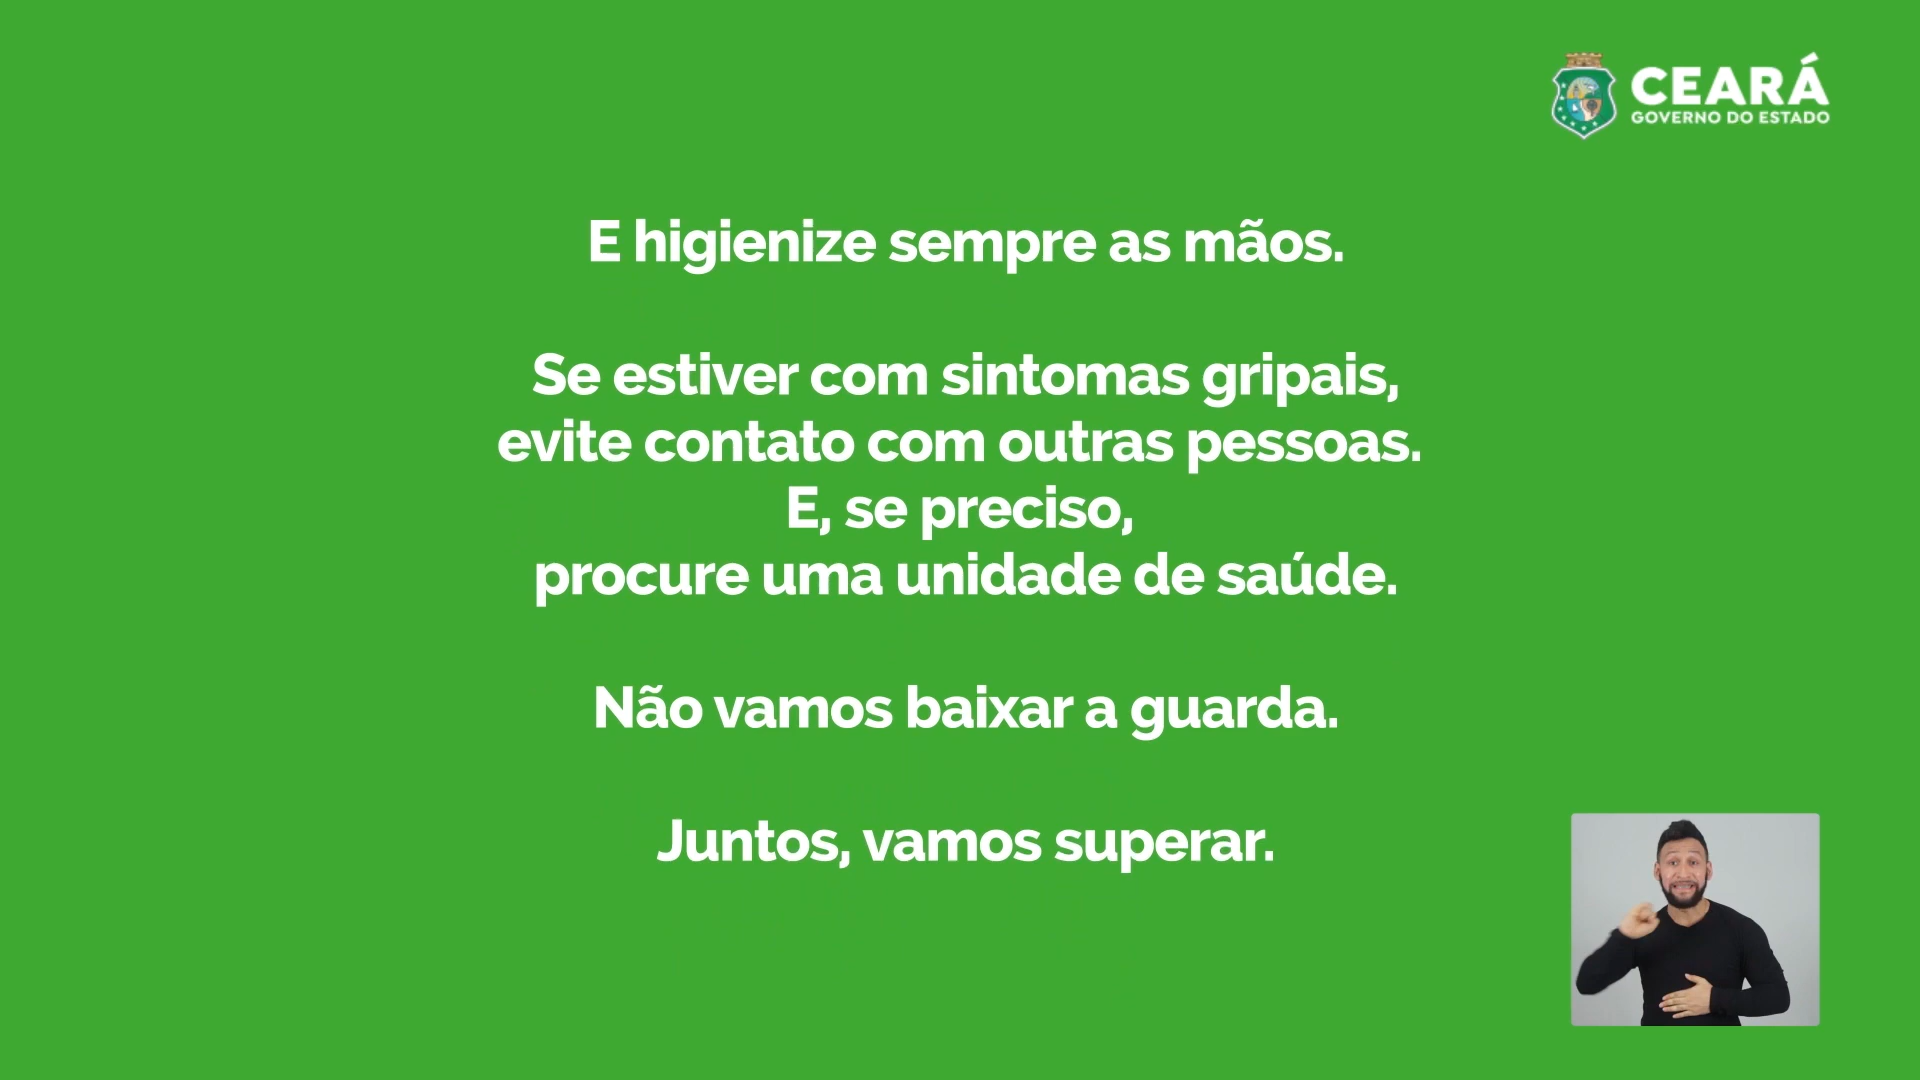 CEARÁ
GOVERNO DO ESTADO
E higienize sempre as mãos.
Se estiver com sintomas gripais,
evite contato com outras pessoas.
E, se preciso,
procure uma unidade de saúde.
Não vamos baixar a guarda.
Juntos, vamos superar.